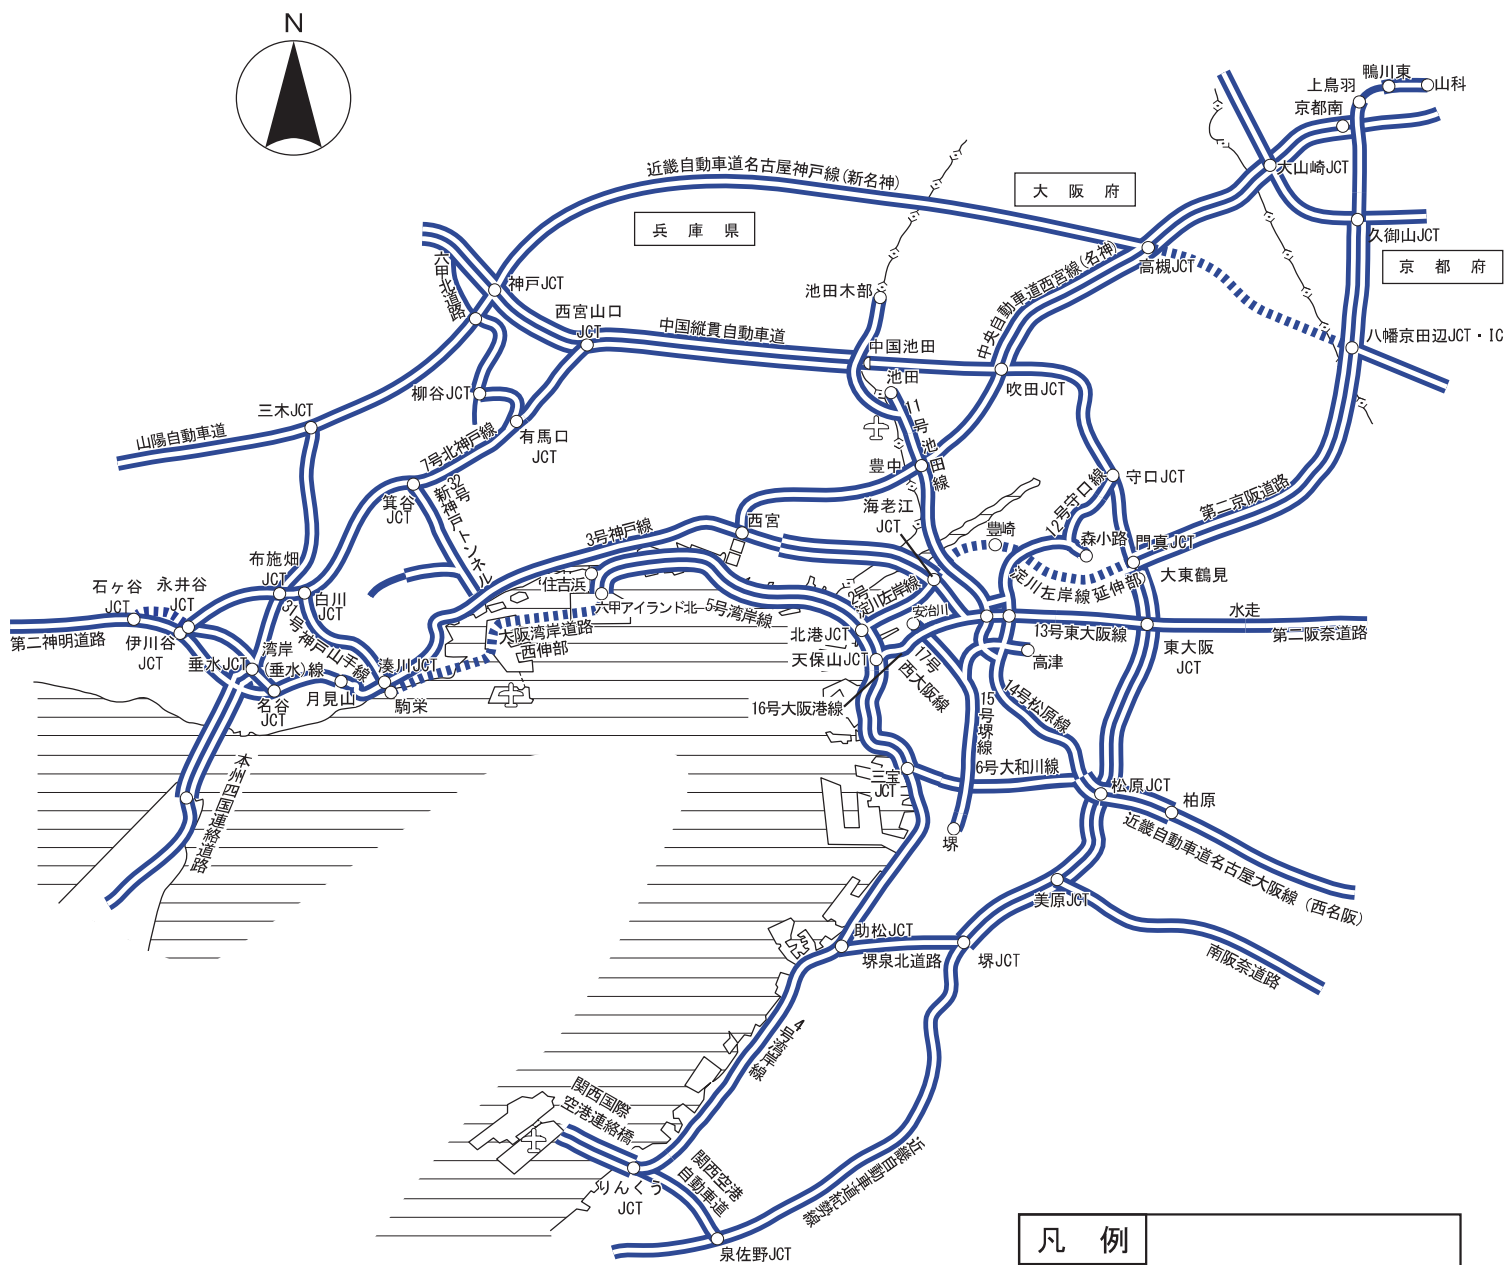 N
鴨川東
上鳥羽
山科
京都南
大山崎JCT
近畿自動車道名古屋神戸線(新名神)
大阪府
兵庫県
久御山JCT
京都府
六甲北道路
神戸JCT
高槻JCT
池田木部
西宮山口
JCT
中国縦貫自動車道
中央自動車道西宮線(名神)
八幡京田辺JCT・IC
中国池田
池田
吹田JCT
柳谷JCT
三木JCT
11号池田線
山陽自動車道
有馬口
JCT
7号北神戸線
豊中
守口JCT
箕谷
JCT
新神戸トンネル
32号
海老江
JCT
12号守口線
第二京阪道路
西宮
3号神戸線
豊崎
森小路
門真JCT
布施畑
JCT
石ヶ谷
JCT
永井谷
JCT
住吉浜
大東鶴見
淀川左岸線延伸部)
白川
JCT
六甲アイランド北
5号湾岸線
2号
淀川左岸線
安治川
水走
第二神明道路
伊川谷
JCT
31号神戸山手線
大阪湾岸道路
西伸部
北港JCT
13号東大阪線
第二阪奈道路
垂水JCT
湾岸
(垂水)線
湊川JCT
天保山JCT
17号
西大阪線
高津
東大阪
JCT
名谷
JCT
月見山
駒栄
16号大阪港線
15号堺線
14号松原線
本州四国連絡道路
三宝
JCT
6号大和川線
松原JCT
柏原
堺
近畿自動車道名古屋大阪線(西名阪)
美原JCT
助松JCT
堺泉北道路
堺JCT
南阪奈道路
4号湾岸線
関西国際
空港連絡橋
関西空港
自動車道
近畿自動車道紀勢線
りんくう
JCT
泉佐野JCT
凡例